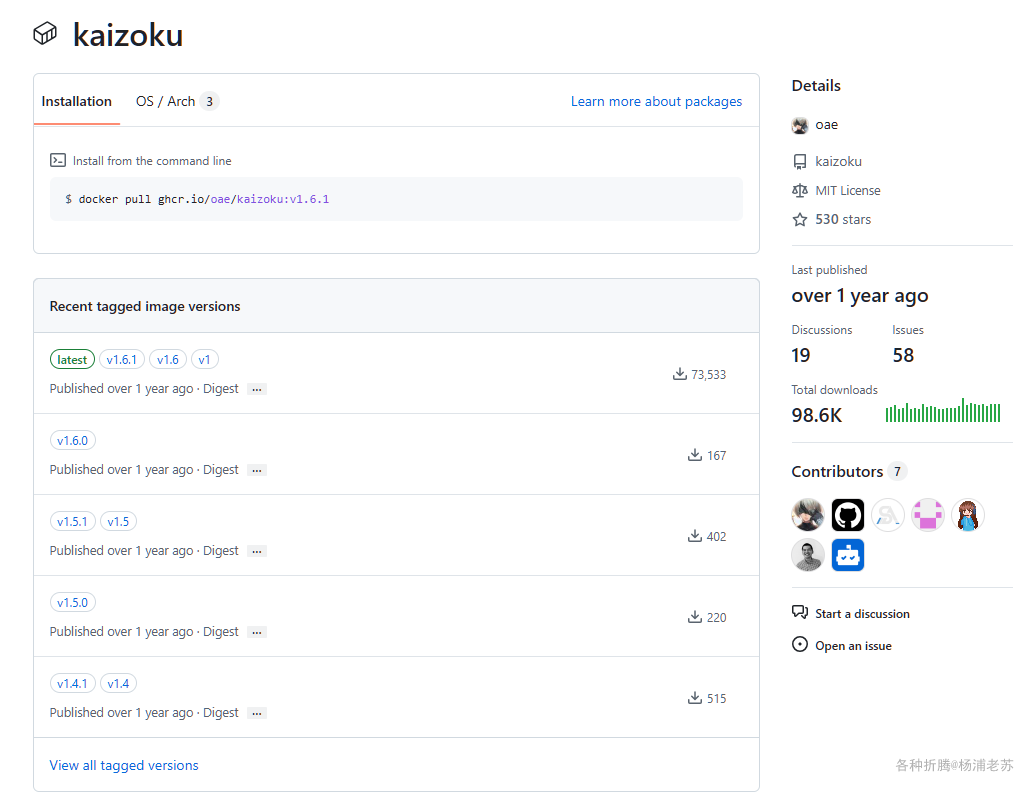 kaizoku
Installation
OS / Arch 3
Learn more about packages
Install from the command line
$ docker pull ghcr.io/oae/kaizoku:v1.6.1
Recent tagged image versions
latest v1.6.1 v1.6 v1
Published over 1 year ago · Digest ...
73,533
v1.6.0
Published over 1 year ago · Digest ...
167
v1.5.1 v1.5
Published over 1 year ago · Digest ...
402
v1.5.0
Published over 1 year ago · Digest ...
220
v1.4.1 v1.4
Published over 1 year ago · Digest ...
515
View all tagged versions
Details
oae
kaizoku
MIT License
530 stars
Last published
over 1 year ago
Discussions Issues
19 58
Total downloads
98.6K
Contributors 7
Start a discussion
Open an issue
各种折腾@杨浦老苏